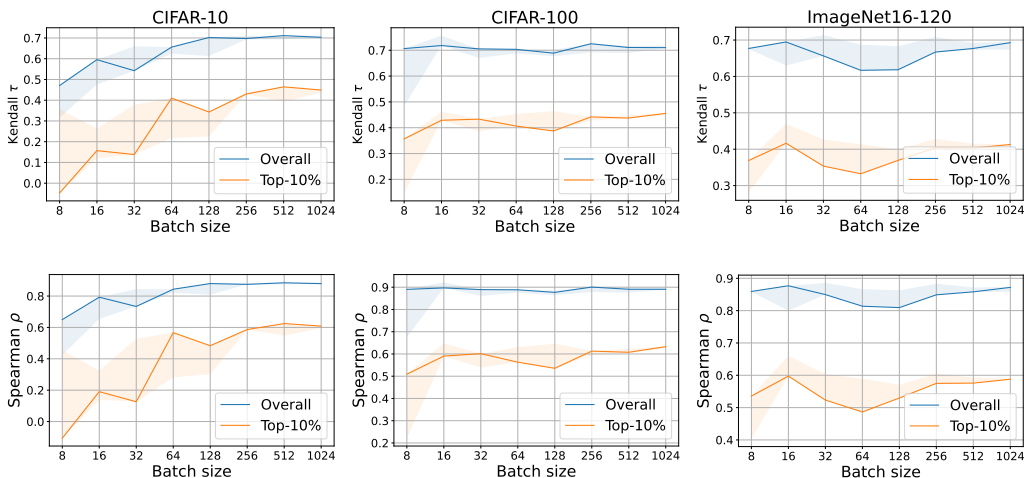 CIFAR-10
0.7
0.6
0.5
0.4
0.3
0.2
0.1
0.0
Kendall τ
Overall
Top-10%
8 16 32 64 128 256 512 1024
Batch size
CIFAR-100
0.7
0.6
0.5
0.4
0.3
0.2
Kendall τ
Overall
Top-10%
8 16 32 64 128 256 512 1024
Batch size
ImageNet16-120
0.7
0.6
0.5
0.4
0.3
Kendall τ
Overall
Top-10%
8 16 32 64 128 256 512 1024
Batch size
0.8
0.6
0.4
0.2
0.0
Spearman ρ
Overall
Top-10%
8 16 32 64 128 256 512 1024
Batch size
0.9
0.8
0.7
0.6
0.5
0.4
0.3
0.2
Spearman ρ
Overall
Top-10%
8 16 32 64 128 256 512 1024
Batch size
0.9
0.8
0.7
0.6
0.5
0.4
Spearman ρ
Overall
Top-10%
8 16 32 64 128 256 512 1024
Batch size